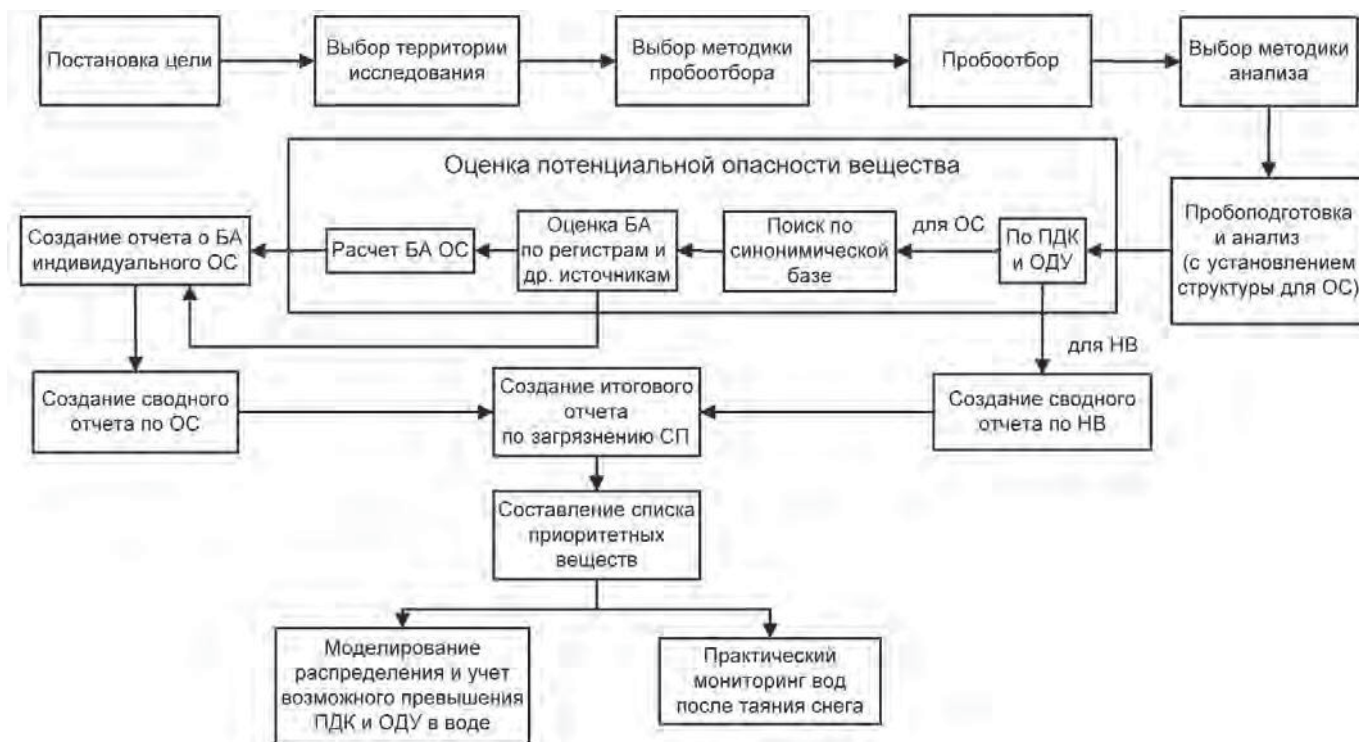 Постановка цели
Выбор территории
исследования
Выбор методики
пробоотбора
Пробоотбор
Выбор методики
анализа
Оценка потенциальной опасности вещества
Пробоподготовка
и анализ
(с установлением
структуры для ОС)
По ПДК
и ОДУ
для ОС
Поиск по
синонимической
базе
Оценка БА
по регистрам и
др. источникам
Расчет БА ОС
Создание отчета о БА
индивидуального ОС
для НВ
Создание сводного
отчета по ОС
Создание итогового
отчета
по загрязнению СП
Создание сводного
отчета по НВ
Составление списка
приоритетных
веществ
Моделирование
распределения и учет
возможного превышения
ПДК и ОДУ в воде
Практический
мониторинг вод
после таяния снега